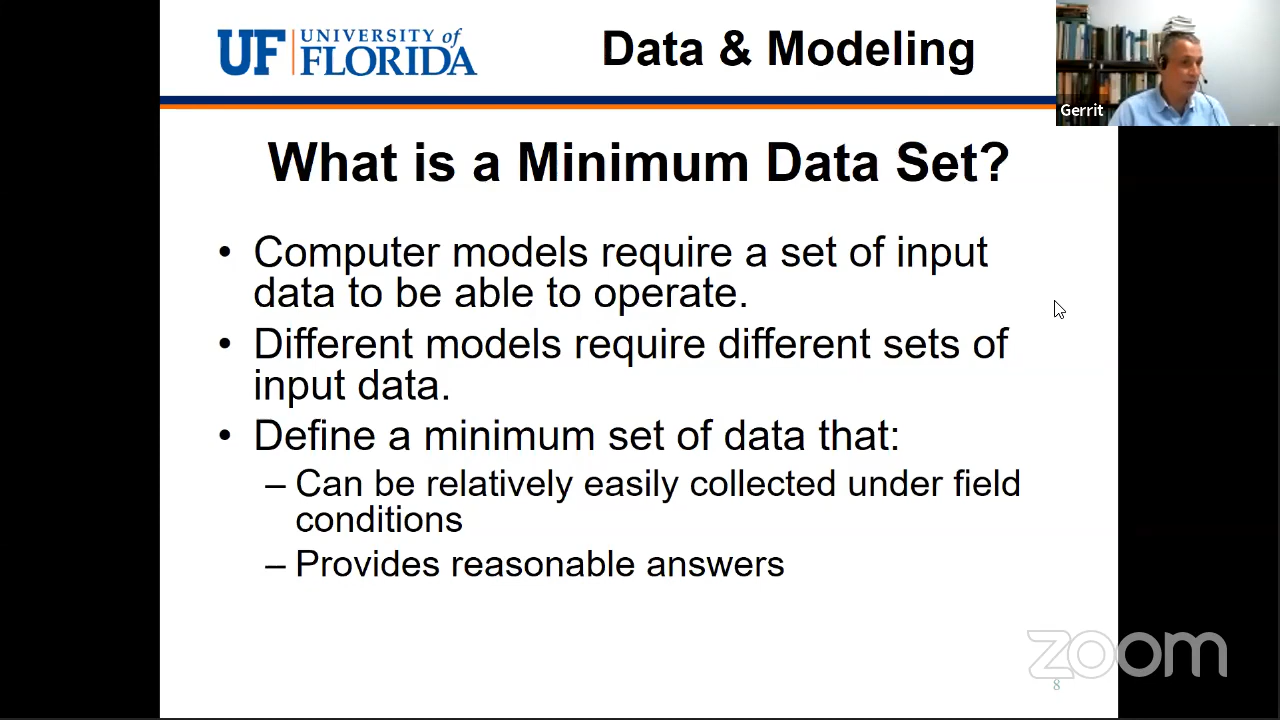 UF UNIVERSITY of
FLORIDA
Data & Modeling
Gerrit
What is a Minimum Data Set?
• Computer models require a set of input
data to be able to operate.
• Different models require different sets of
input data.
• Define a minimum set of data that:
– Can be relatively easily collected under field
conditions
– Provides reasonable answers
zoom
8